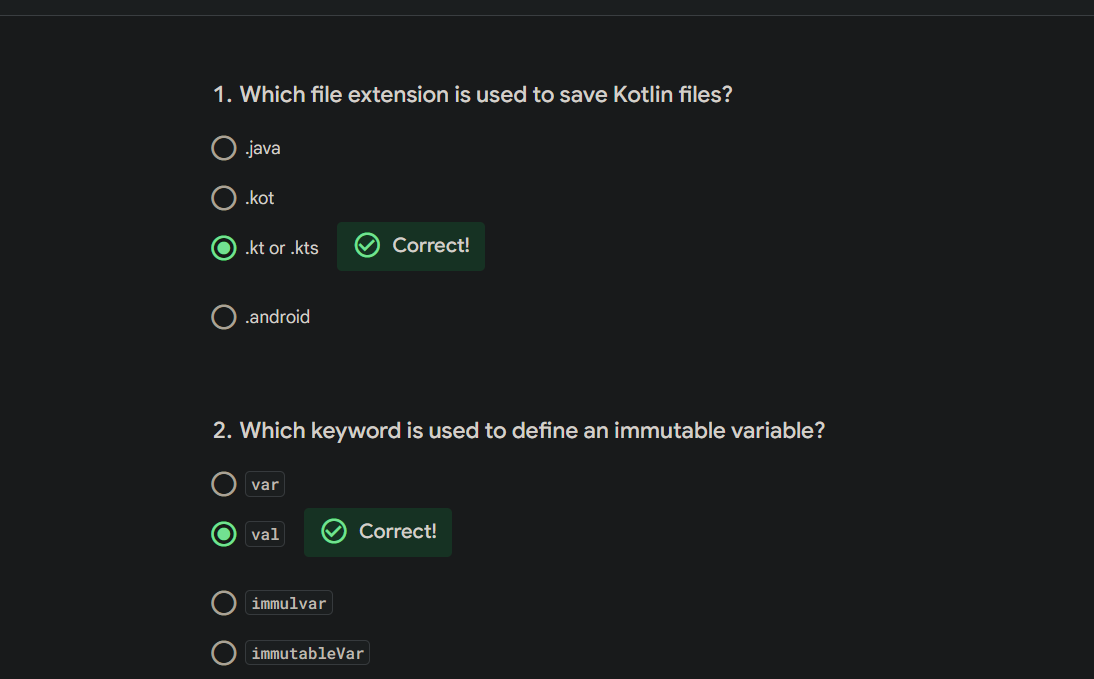 1. Which file extension is used to save Kotlin files?
.java
.kot
.kt or .kts
Correct!
.android
2. Which keyword is used to define an immutable variable?
var
val
Correct!
immulvar
immutableVar